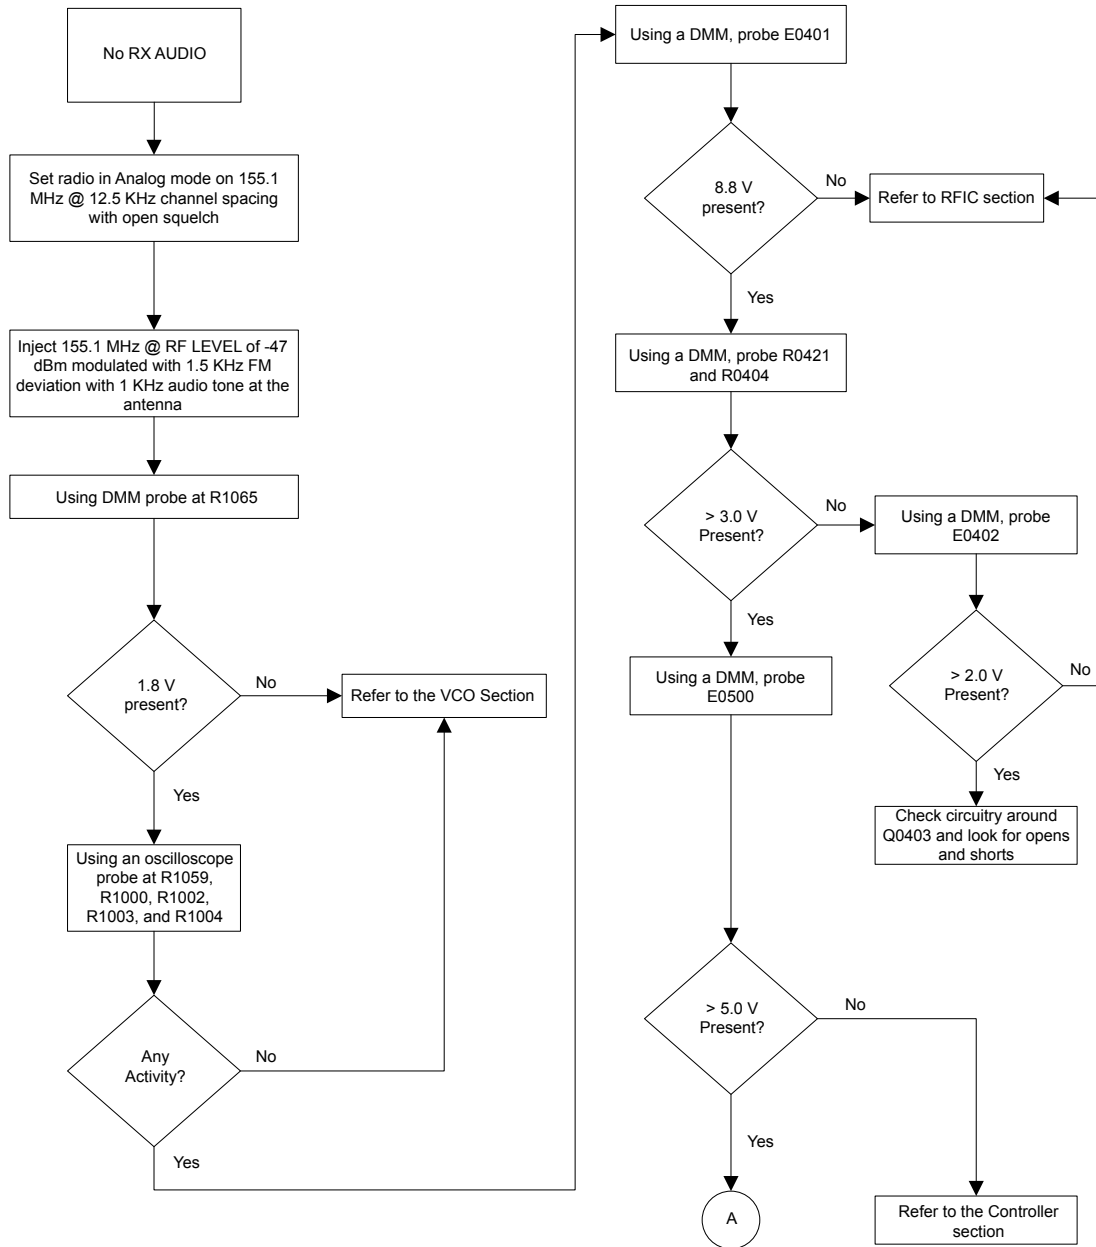 No RX AUDIO
Set radio in Analog mode on 155.1
MHz @ 12.5 KHz channel spacing
with open squelch
Inject 155.1 MHz @ RF LEVEL of -47
dBm modulated with 1.5 KHz FM
deviation with 1 KHz audio tone at the
antenna
Using DMM probe at R1065
1.8 V
present?
No
Refer to the VCO Section
Yes
Using an oscilloscope
probe at R1059,
R1000, R1002,
R1003, and R1004
Any
Activity?
No
Yes
Using a DMM, probe E0401
8.8 V
present?
No
Refer to RFIC section
Yes
Using a DMM, probe R0421
and R0404
> 3.0 V
Present?
No
Using a DMM, probe
E0402
Yes
> 2.0 V
Present?
No
Yes
Check circuitry around
Q0403 and look for opens
and shorts
Using a DMM, probe
E0500
> 5.0 V
Present?
No
Yes
A
Refer to the Controller
section